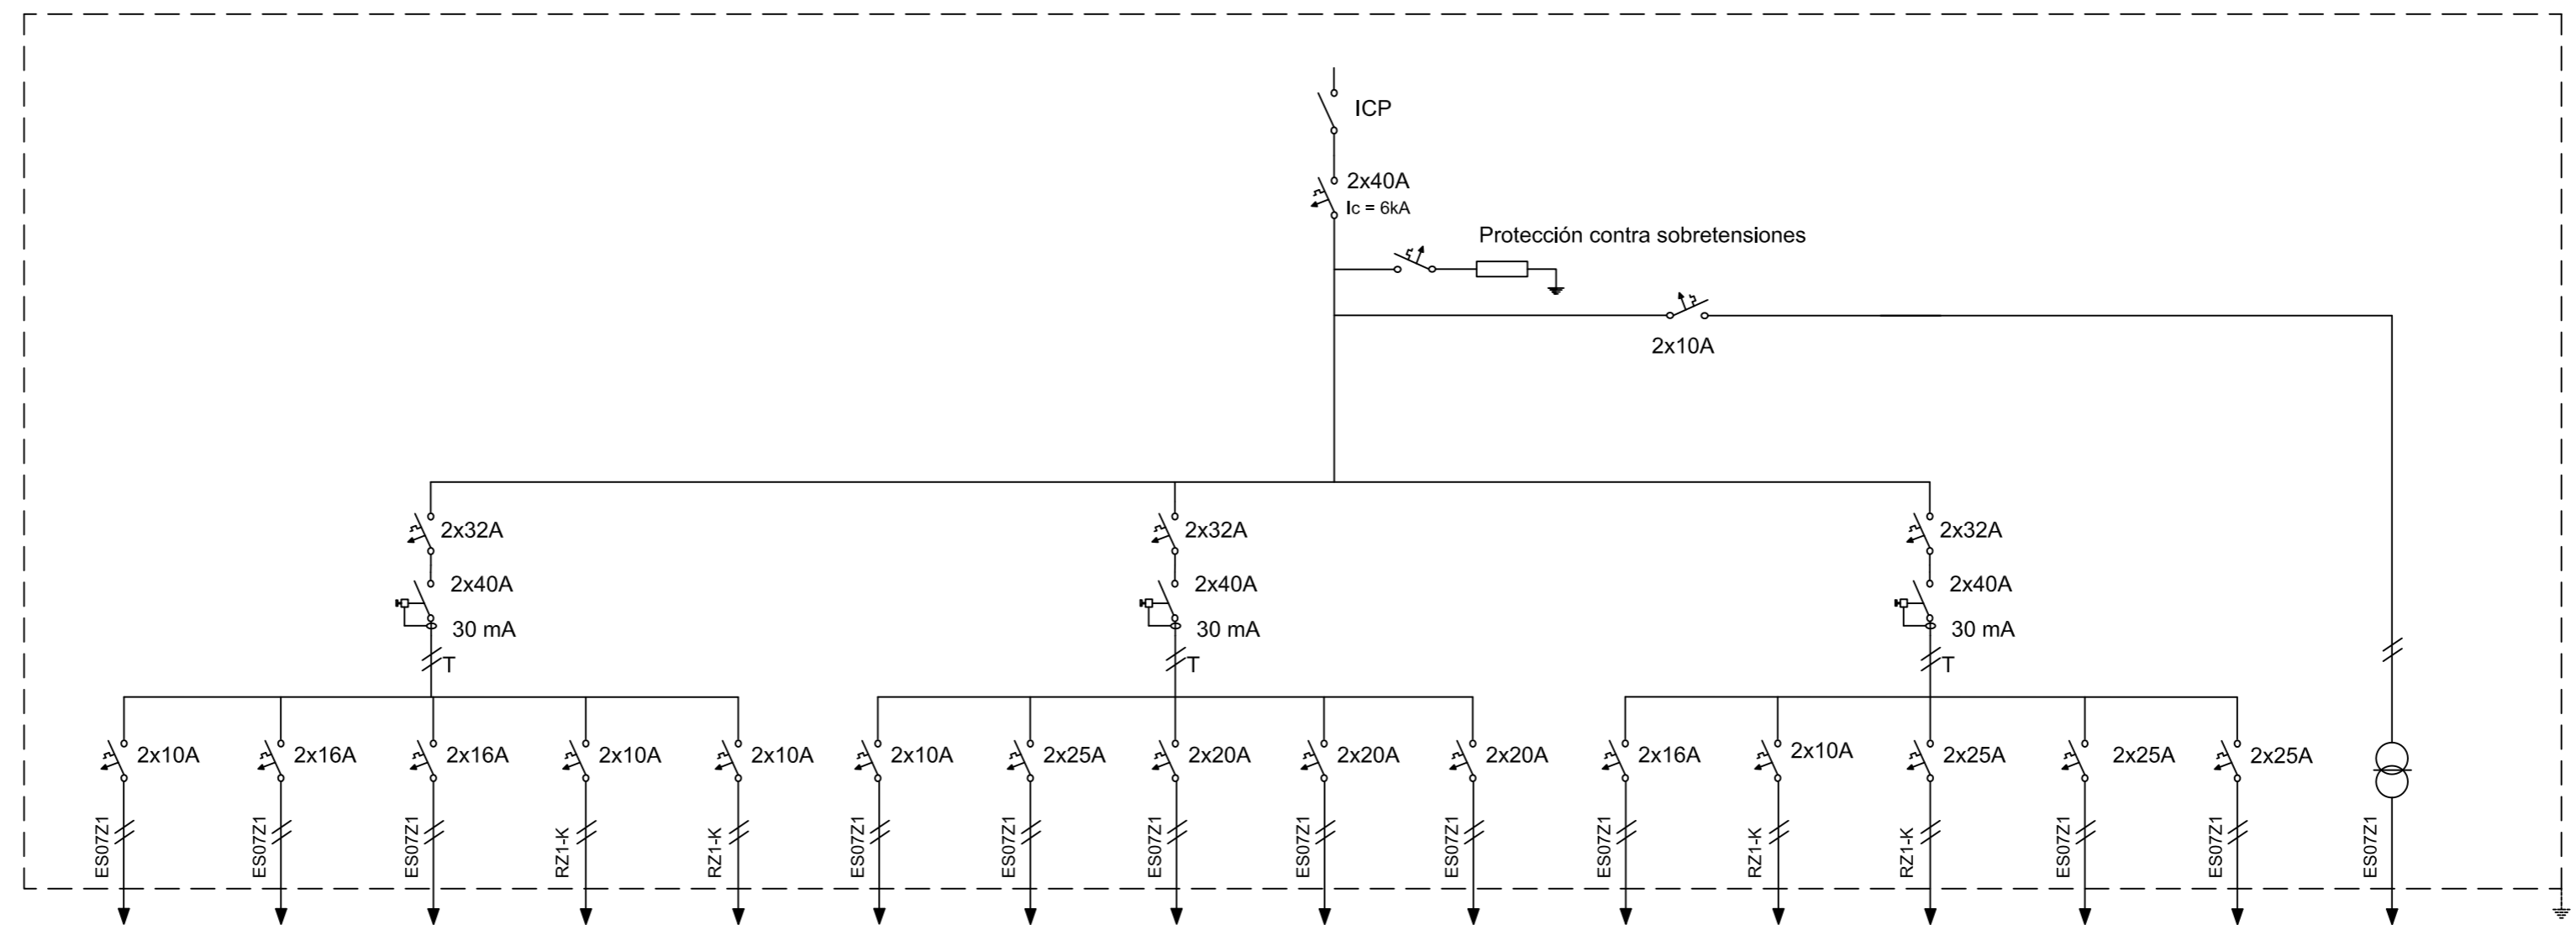 ICP
2x40A
Ic = 6kA
Protección contra sobretensiones
2x10A
2x32A
2x32A
2x32A
2x40A
2x40A
2x40A
30 mA
30 mA
30 mA
T
T
T
2x10A
2x16A
2x16A
2x10A
2x10A
2x10A
2x25A
2x20A
2x20A
2x20A
2x16A
2x10A
2x25A
2x25A
2x25A
ES07Z1
ES07Z1
ES07Z1
RZ1-K
RZ1-K
ES07Z1
ES07Z1
ES07Z1
ES07Z1
ES07Z1
ES07Z1
RZ1-K
RZ1-K
ES07Z1
ES07Z1
ES07Z1